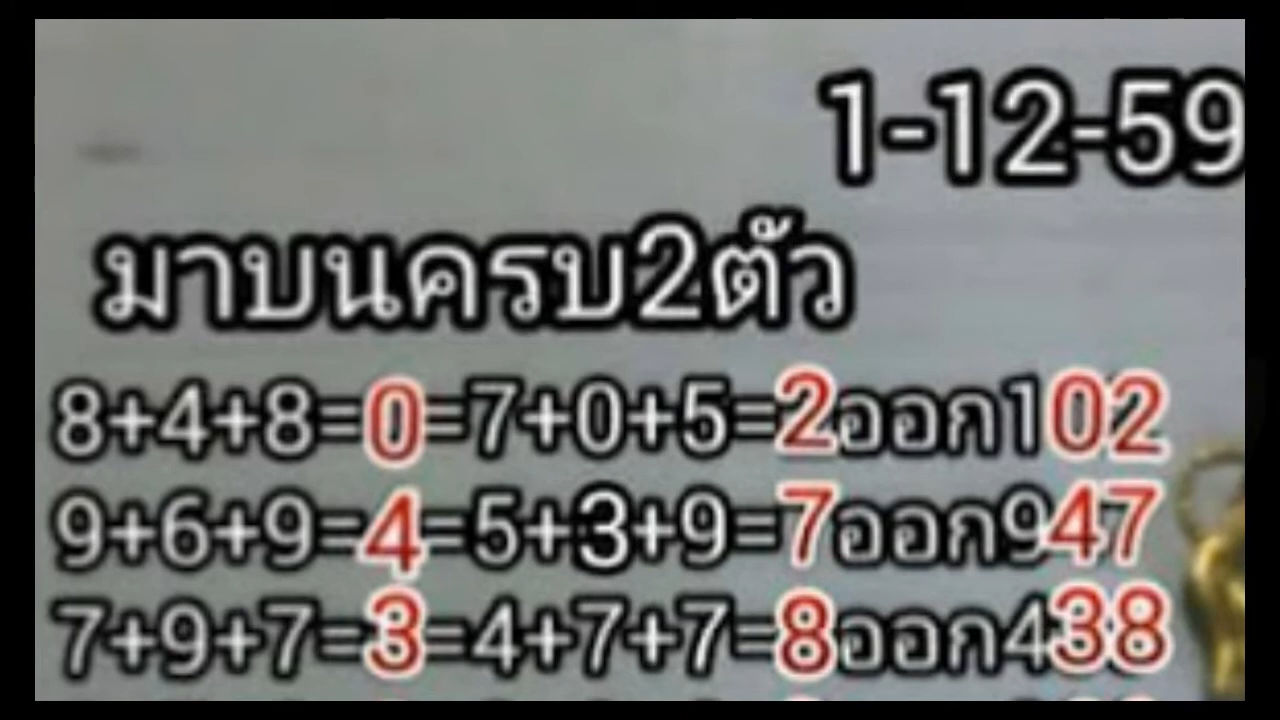 1-12-59
มาบนครบ2ตัว
8+4+8=0=7+0+5=2ออก102
9+6+9=4=5+3+9=7ออก947
7+9+7=3=4+7+7=8ออก438